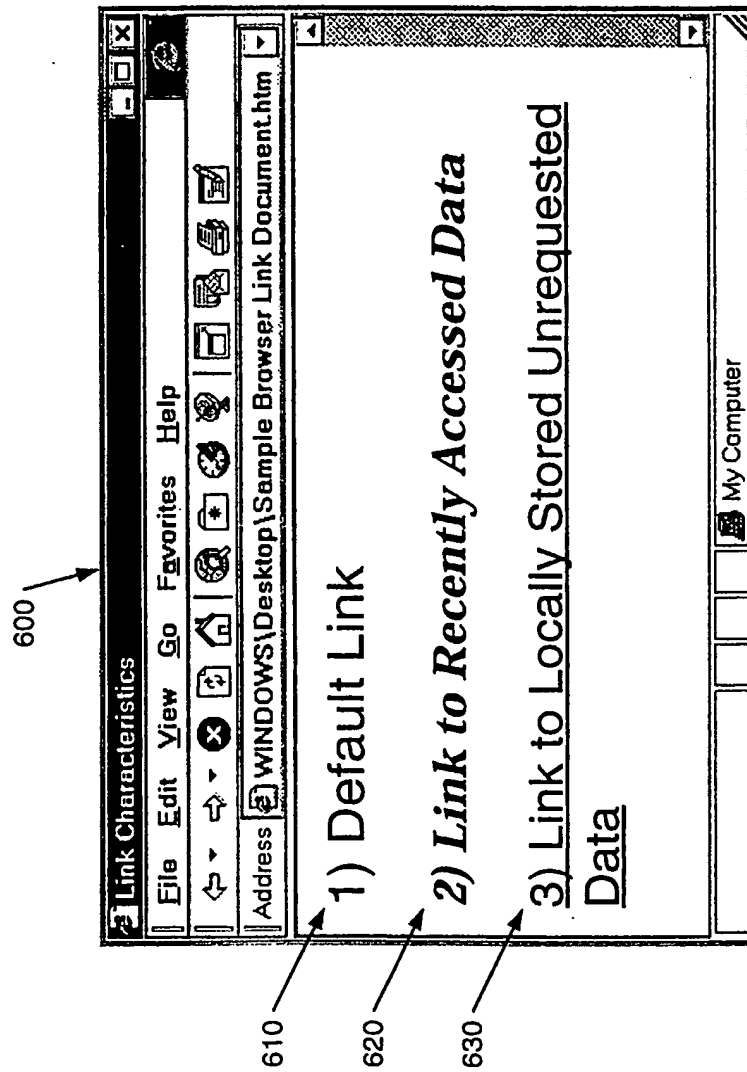 600
Link Characteristics
File Edit View Go Favorites Help
Address WINDOWS\Desktop\Sample Browser Link Document.htm
610
1) Default Link
620
2) Link to Recently Accessed Data
630
3) Link to Locally Stored Unrequested
Data
My Computer